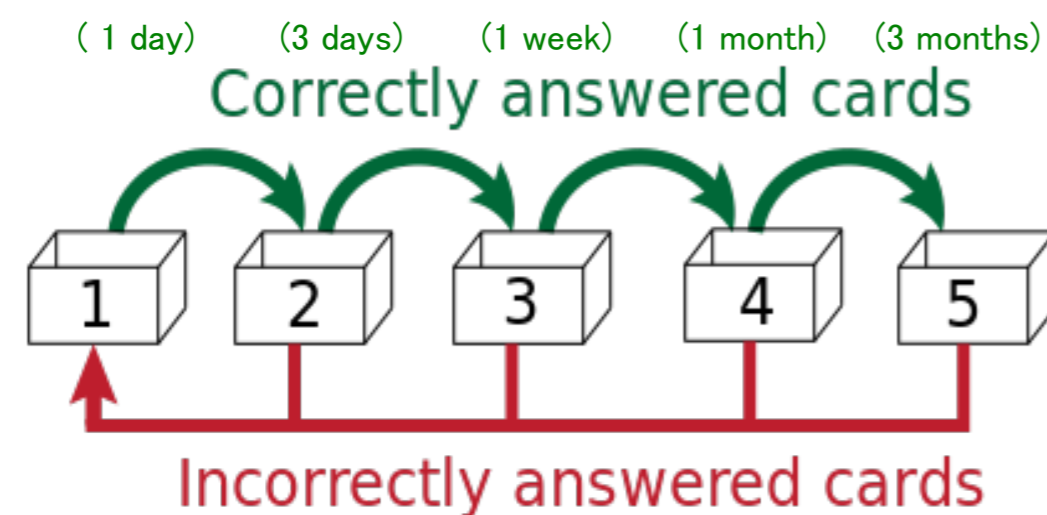 ( 1 day) (3 days) (1 week) (1 month) (3 months)
Correctly answered cards
1 2 3 4 5
Incorrectly answered cards